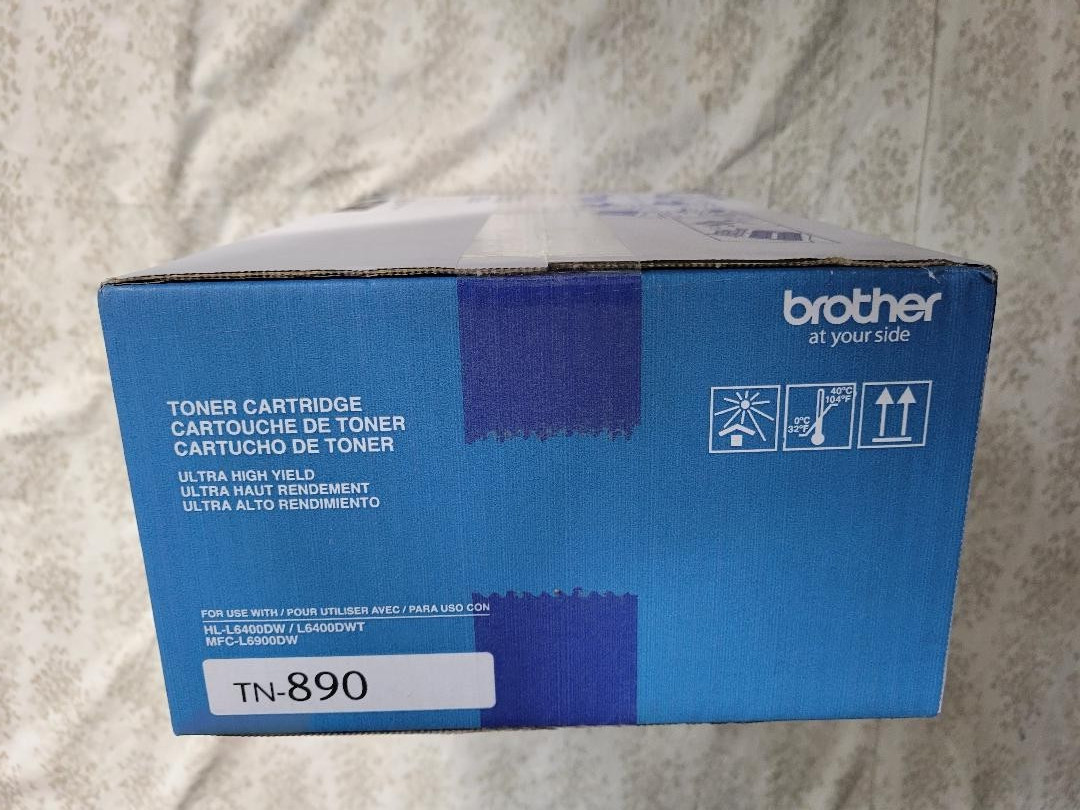 brother
at your side
TONER CARTRIDGE
CARTOUCHE DE TONER
CARTUCHO DE TONER
ULTRA HIGH YIELD
ULTRA HAUT RENDEMENT
ULTRA ALTO RENDIMIENTO
40°C
104°F
0°C
32°F
FOR USE WITH / POUR UTILISER AVEC / PARA USO CON
HL-L6400DW / L6400DWT
MFC-L6900DW
TN-890